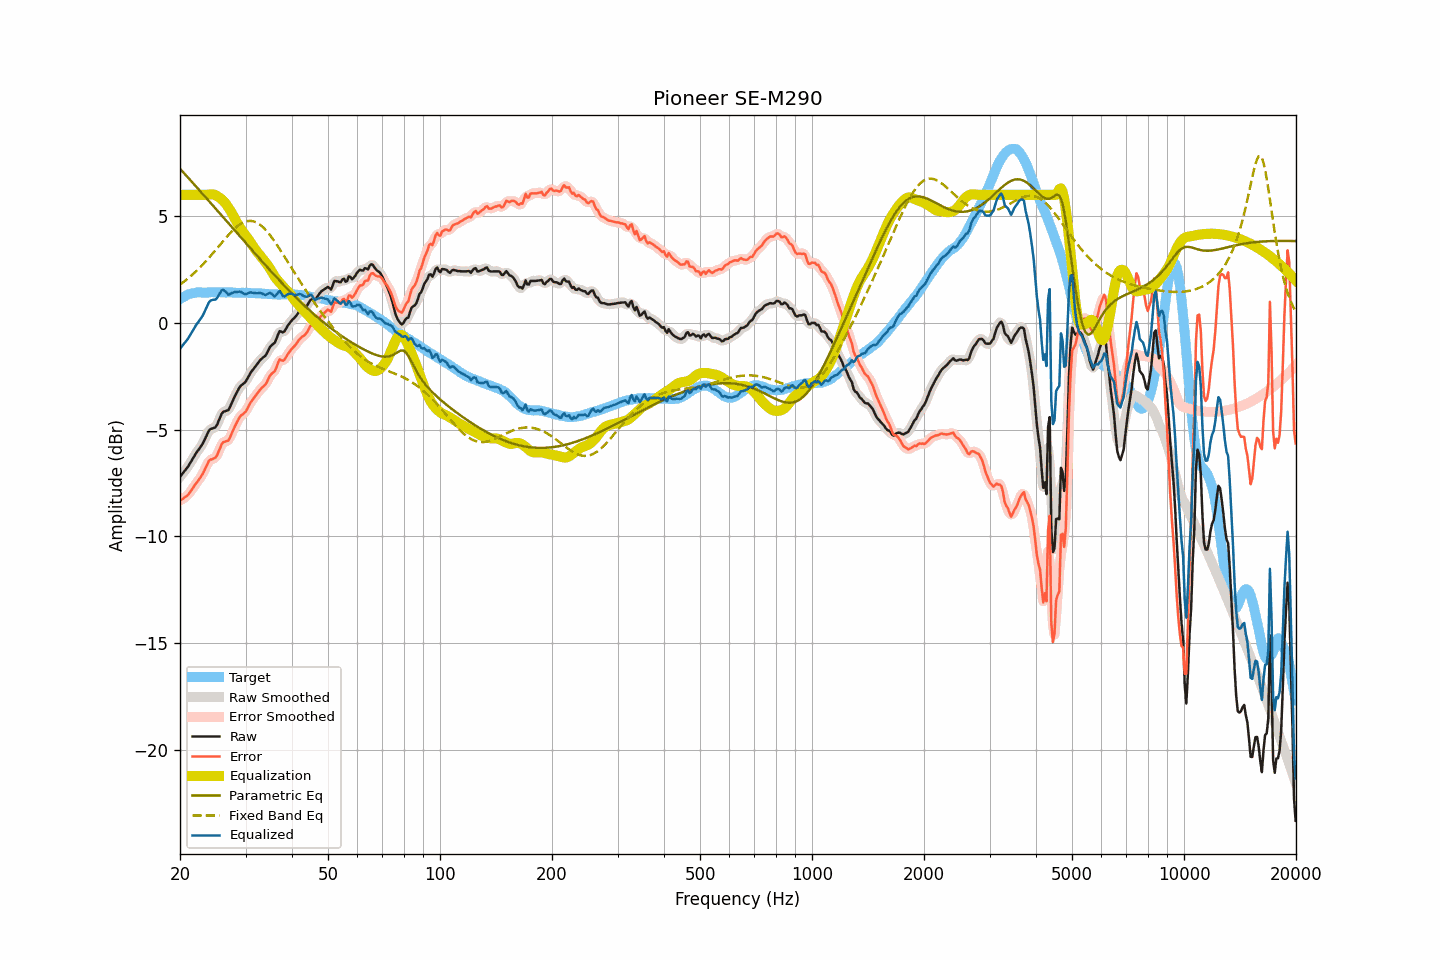 Pioneer SE-M290
Amplitude (dBr)
5
0
−5
−10
−15
−20
Target
Raw Smoothed
Error Smoothed
Raw
Error
Equalization
Parametric Eq
Fixed Band Eq
Equalized
20 50 100 200 500 1000 2000 5000 10000 20000
Frequency (Hz)